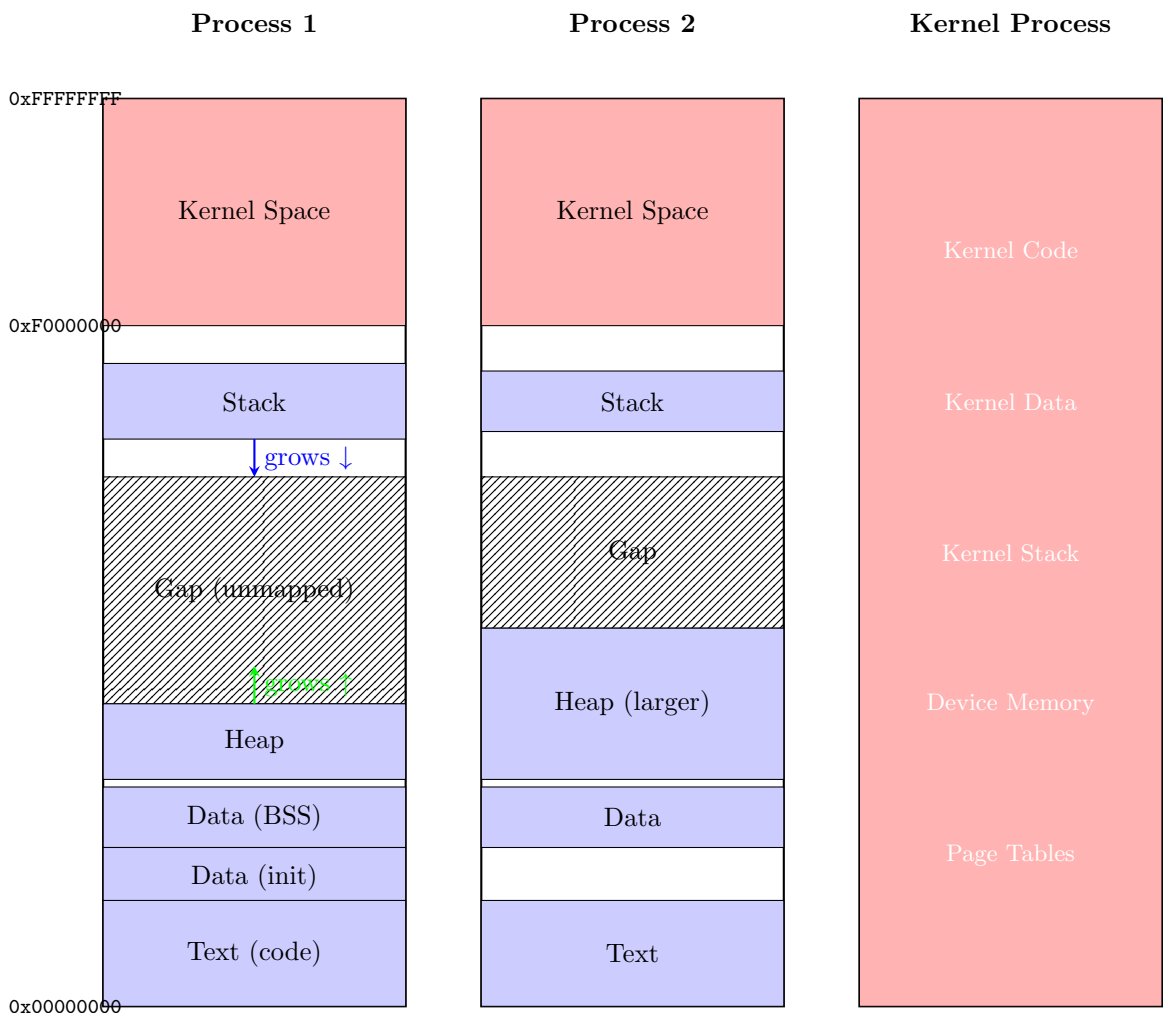 Process 1
Process 2
Kernel Process
0xFFFFFFFF
Kernel Space
Kernel Space
Kernel Code
0xF0000000
Stack
Stack
Kernel Data
grows ↓
Gap (unmapped)
Gap
Kernel Stack
grows ↑
Heap
Heap (larger)
Device Memory
Data (BSS)
Data
Data (init)
Page Tables
Text (code)
Text
0x00000000